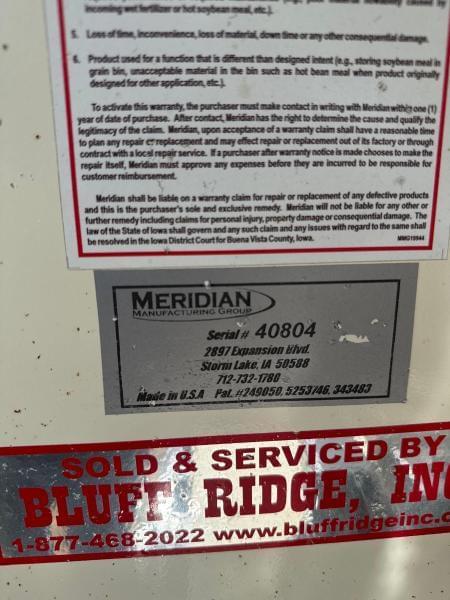 incoming wet fertilizer or hot soybean meal, etc.).
5. Loss of time, inconvenience, loss of material, down time or any other consequential damage.
6. Product used for a function that is different than designed intent (e.g., storing soybean meal in
grain bin, unacceptable material in the bin such as hot bean meal when product originally
designed for other application, etc.).
To activate this warranty, the purchaser must make contact in writing with Meridian within one (1)
year of date of purchase. After contact, Meridian has the right to determine the cause and qualify the
legitimacy of the claim. Meridian, upon acceptance of a warranty claim shall have a reasonable time
to plan any repair or replacement and may effect repair or replacement out of its factory or through
contract with a local repair service. If a purchaser after warranty notice is made chooses to make the
repair itself, Meridian must approve any expenses before they are incurred to be responsible for
customer reimbursement.
Meridian shall be liable on a warranty claim for repair or replacement of any defective products
and this is the purchaser's sole and exclusive remedy. Meridian will not be liable for any other or
further remedy including claims for personal injury, property damage or consequential damage. The
law of the State of Iowa shall govern and any such claim and any issues with regard to the same shall
be resolved in the Iowa District Court for Buena Vista County, Iowa.
MMG15944
MERIDIAN
MANUFACTURING GROUP
Serial # 40804
2897 Expansion Blvd.
Storm Lake, IA 50588
712-732-1780
Made in U.S.A Pat. #249050, 5253746, 343483
SOLD & SERVICED BY
BLUFF RIDGE, INC
1-877-468-2022 www.bluffridgeinc.c